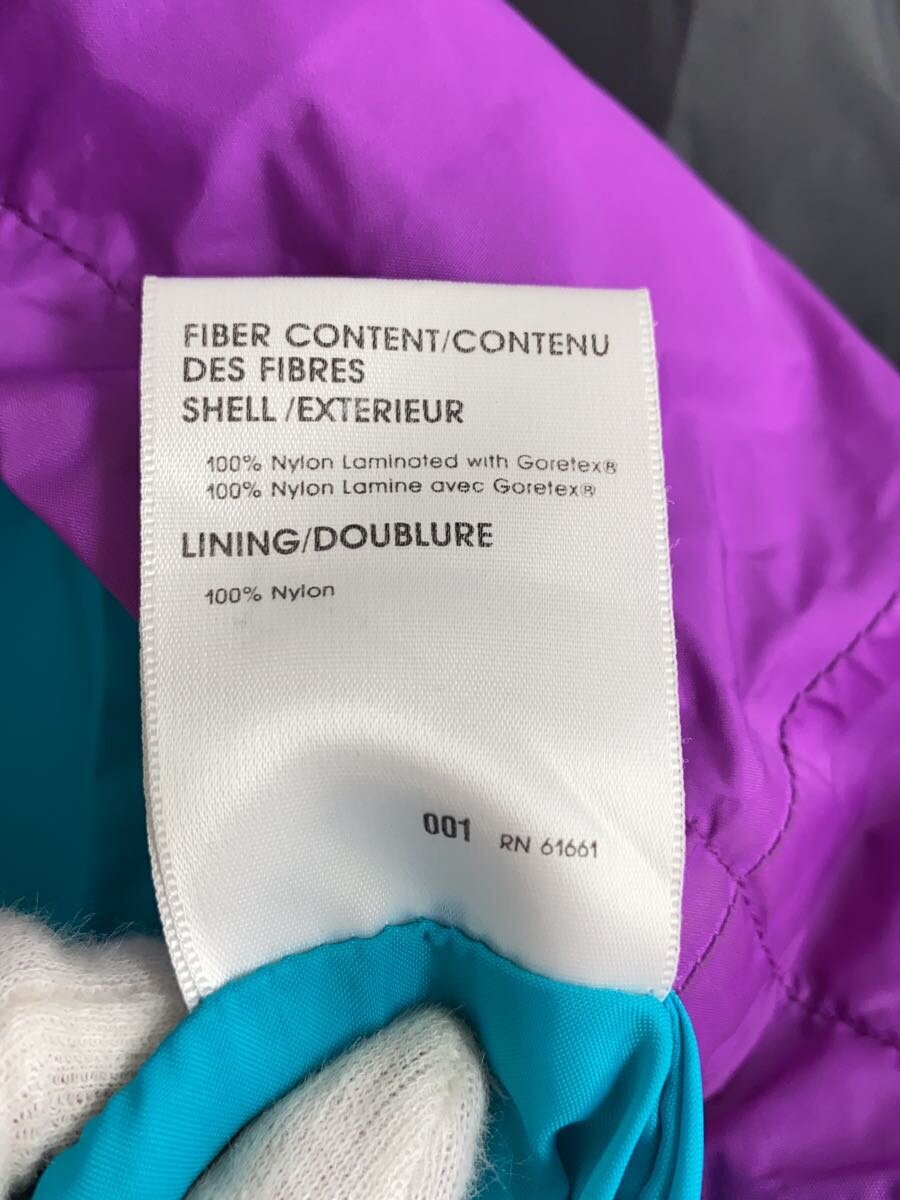 FIBER CONTENT/CONTENU
DES FIBRES
SHELL /EXTERIEUR
100% Nylon Laminated with Goretex®
100% Nylon Lamine avec Goretex®
LINING/DOUBLURE
100% Nylon
001 RN 61661